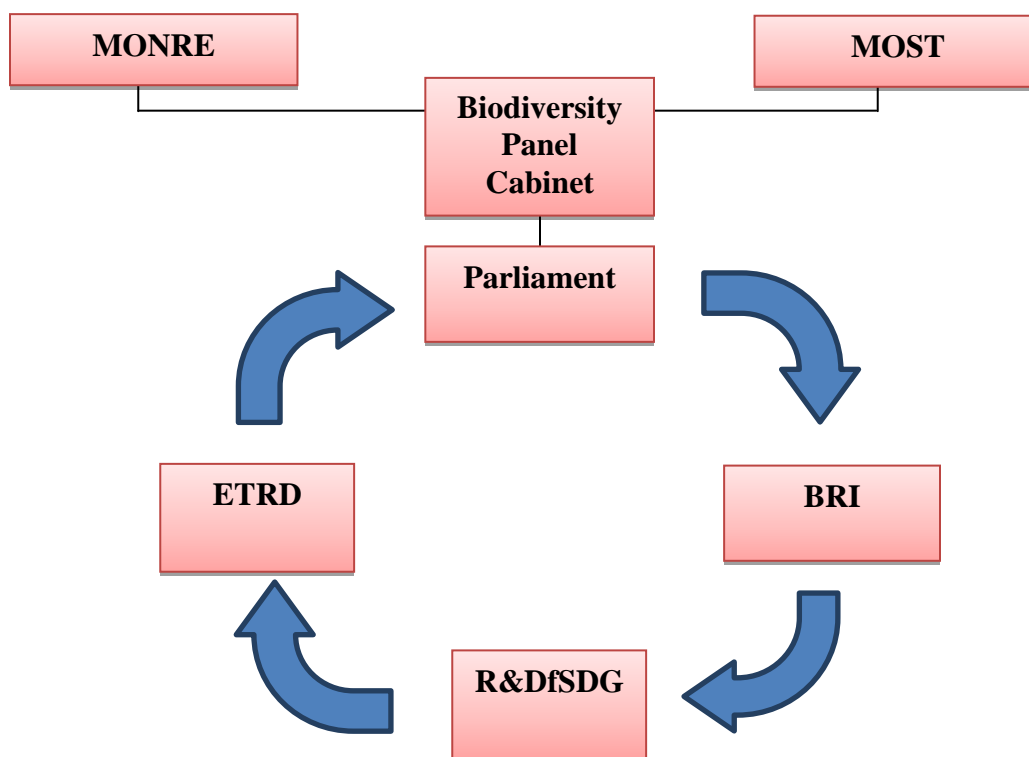 MONRE
MOST
Biodiversity
Panel
Cabinet
Parliament
ETRD
BRI
R&DfSDG